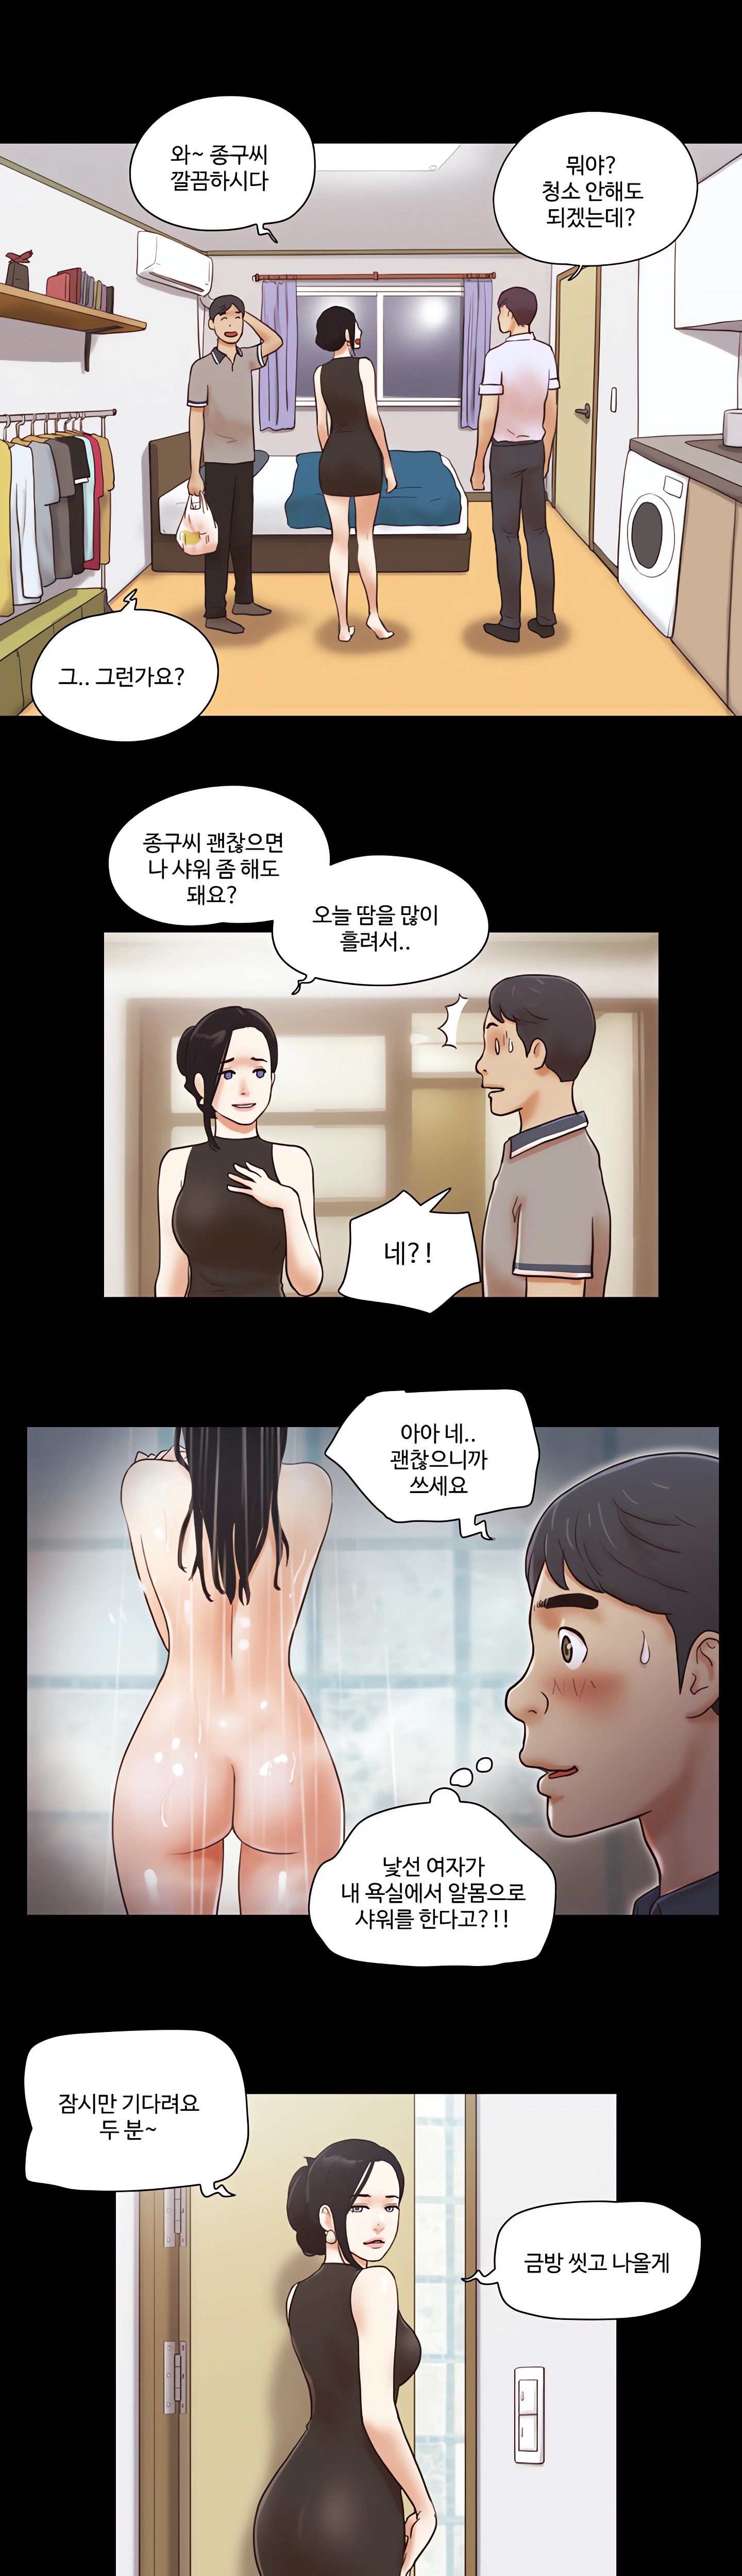 와~ 종구씨
깔끔하시다
뭐야?
청소 안해도
되겠는데?
그.. 그런가요?
종구씨 괜찮으면
나 샤워 좀 해도
돼요?
오늘 땀을 많이
흘려서..
네?!
아아 네..
괜찮으니까
쓰세요
낯선 여자가
내 욕실에서 알몸으로
샤워를 한다고?!!
잠시만 기다려요
두 분~
금방 씻고 나올게